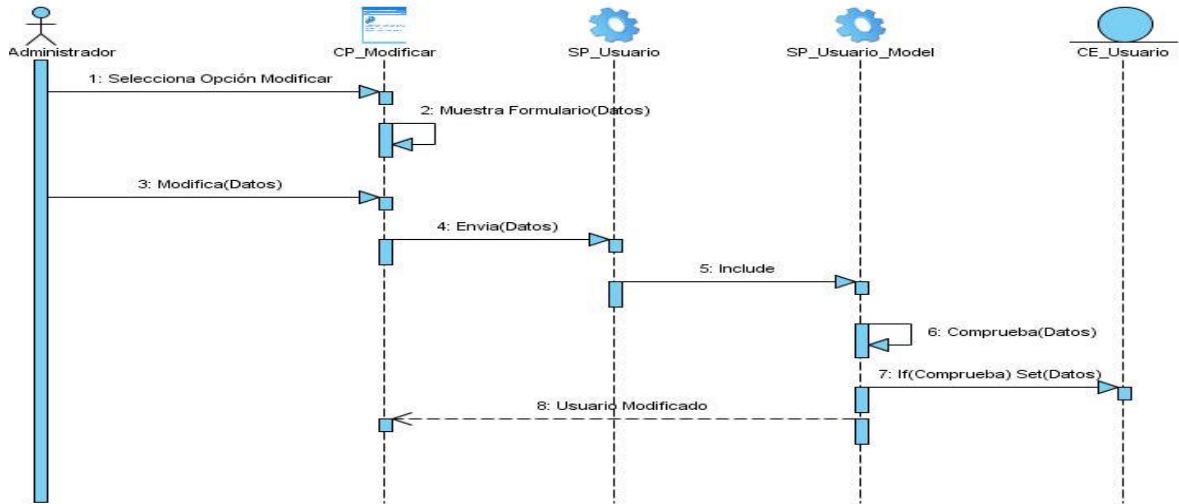 Administrador
CP_Modificar
SP_Usuario
SP_Usuario_Model
CE_Usuario
1: Selecciona Opción Modificar
2: Muestra Formulario(Datos)
3: Modifica(Datos)
4: Envia(Datos)
5: Include
6: Comprueba(Datos)
7: If(Comprueba) Set(Datos)
8: Usuario Modificado